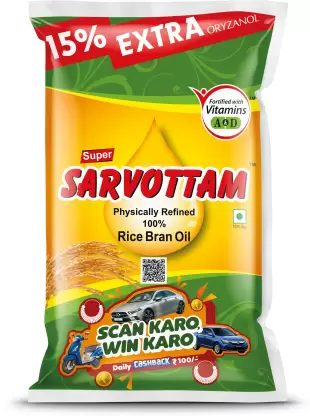 15% EXTRA ORYZANOL
Fortified with
Vitamins
A & D
Super
SARVOTTAM
Physically Refined
100%
Rice Bran Oil
SCAN KARO,
WIN KARO
Daily CASHBACK ₹100/-